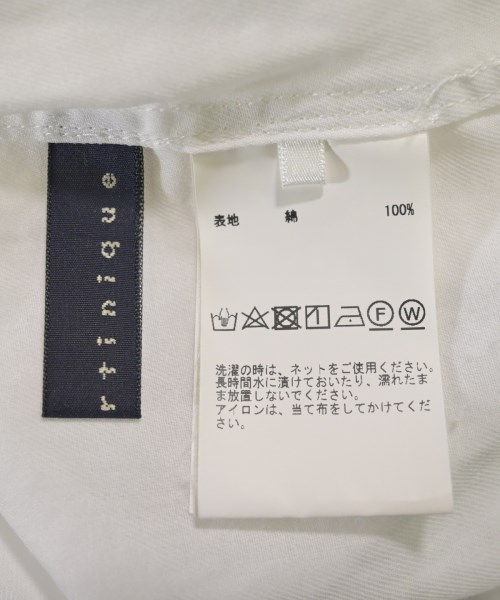 rtinique
表地 綿 100%
F W
洗濯の時は、ネットをご使用ください。
長時間水に漬けておいたり、濡れたま
ま放置しないでください。
アイロンは、当て布をしてかけてくだ
さい。